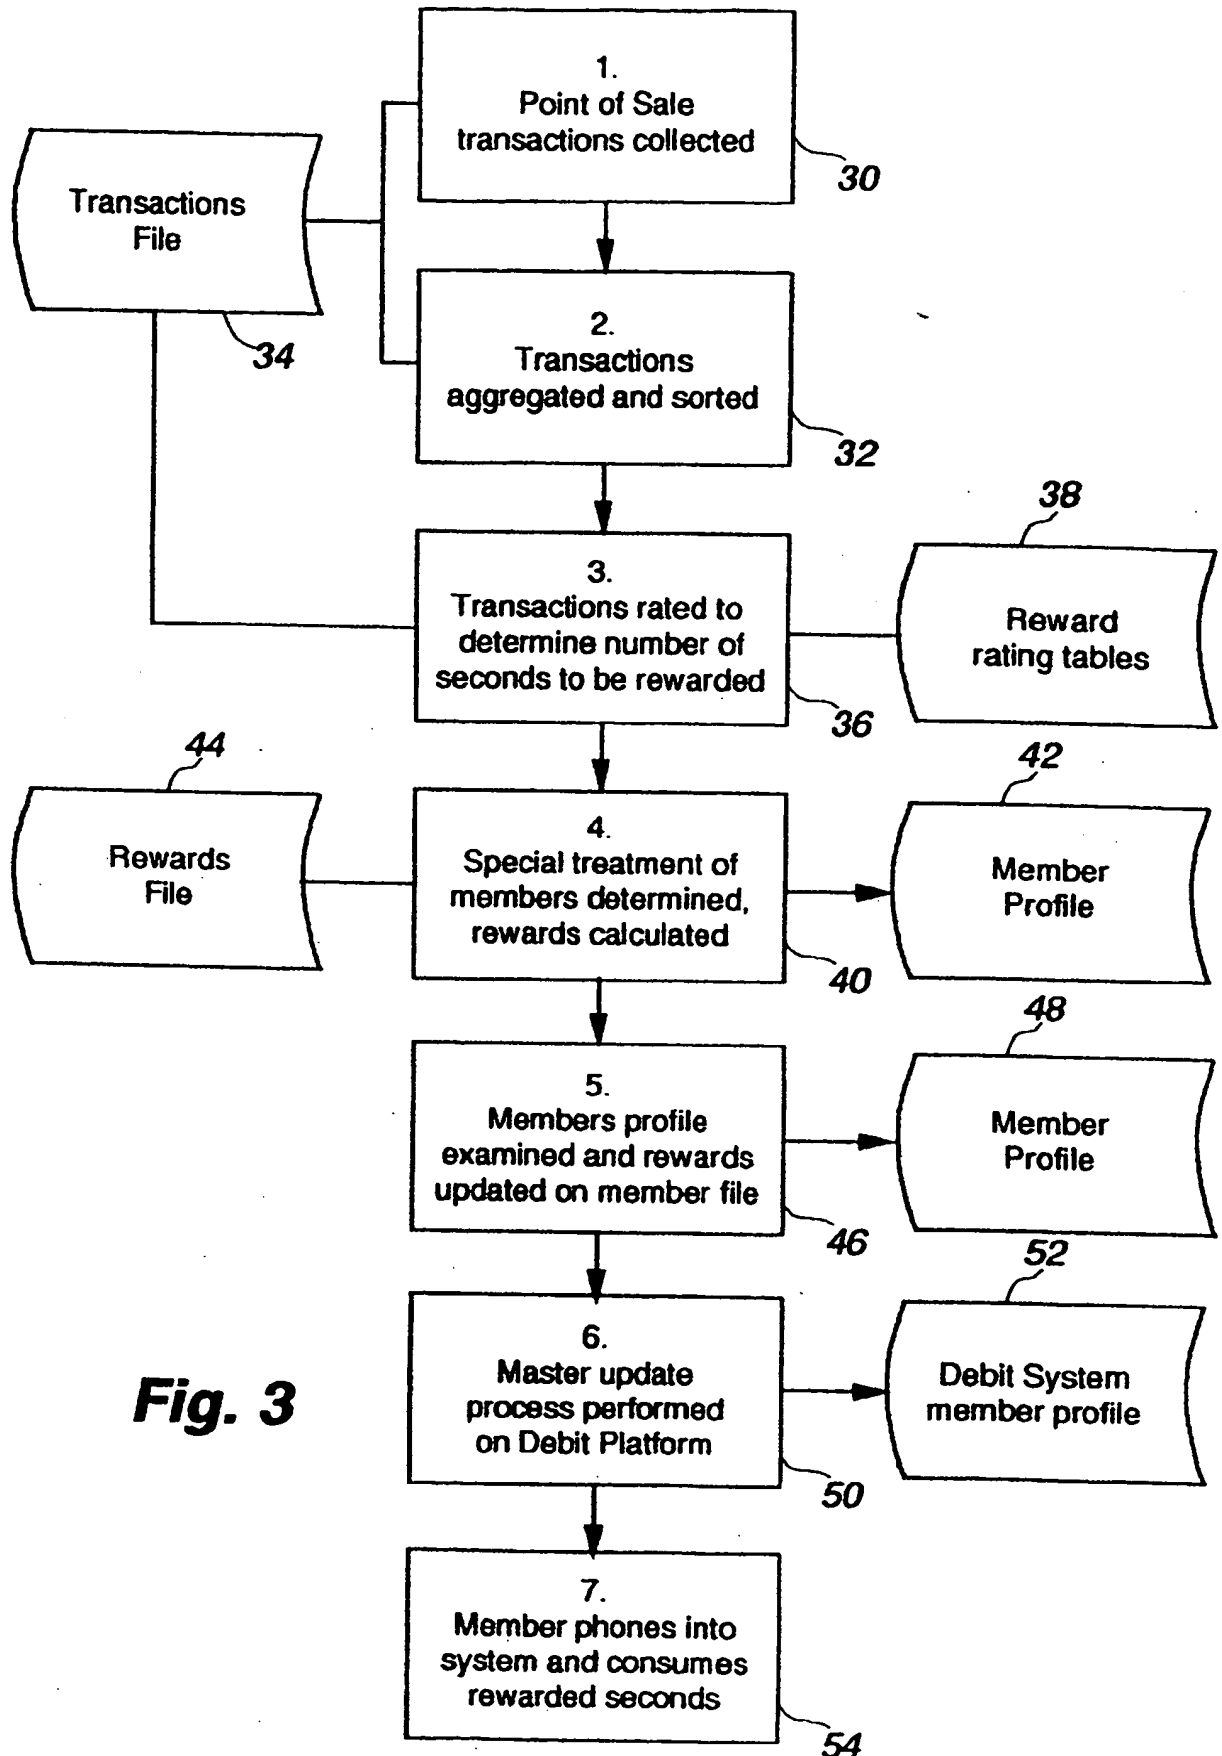 1.
Point of Sale
transactions collected
30
Transactions
File
34
2.
Transactions
aggregated and sorted
32
3.
Transactions rated to
determine number of
seconds to be rewarded
36
38
Reward
rating tables
44
Rewards
File
4.
Special treatment of
members determined,
rewards calculated
40
42
Member
Profile
5.
Members profile
examined and rewards
updated on member file
46
48
Member
Profile
6.
Master update
process performed
on Debit Platform
50
52
Debit System
member profile
Fig. 3
7.
Member phones into
system and consumes
rewarded seconds
54